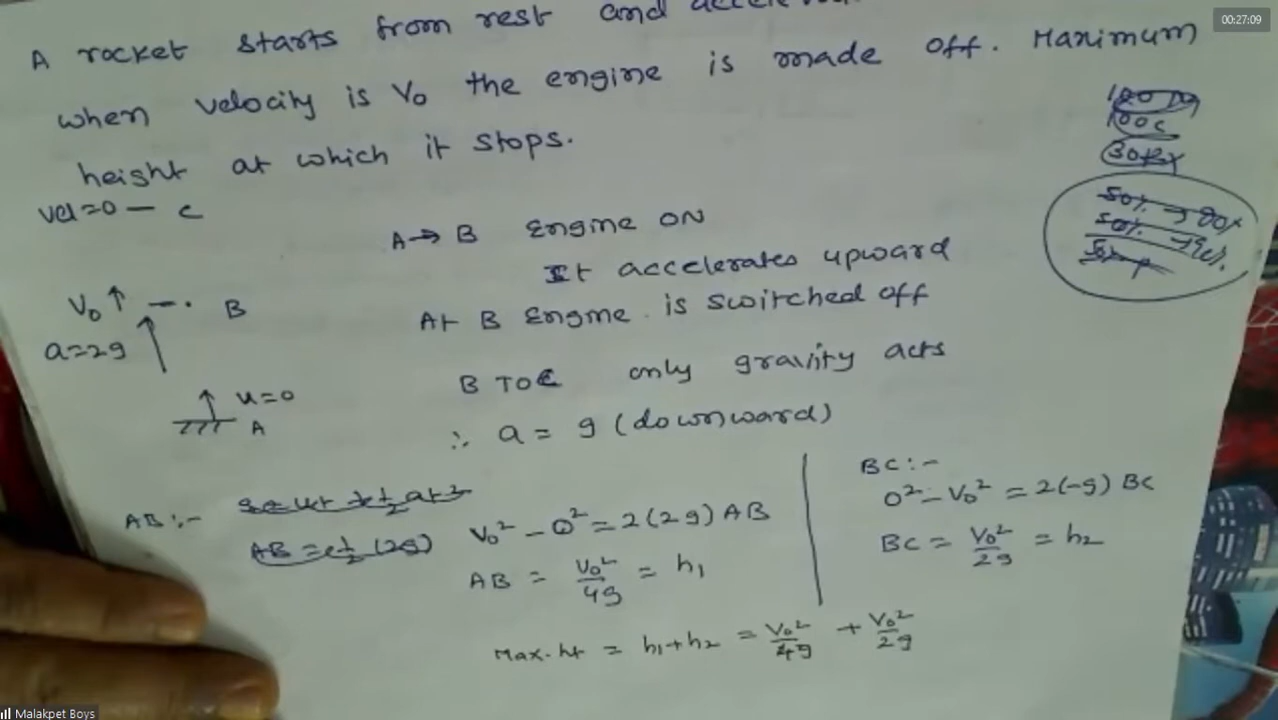 00:27:09
A rocket starts from rest and
when velocity is V₀ the engine is made off. Maximum
height at which it stops.
vel=0 — C
A→B Engine ON
It accelerates upward
V₀ ↑ —. B
At B Engine is switched off
a=2g
B TO C only gravity acts
↑ u=0
A
∴ a = g (downward)
AB:-
V₀² - 0² = 2(2g) AB
AB = V₀²/4g = h₁
BC:-
0² - V₀² = 2(-g) BC
BC = V₀²/2g = h₂
Max. ht = h₁+h₂ = V₀²/4g + V₀²/2g
Malakpet Boys